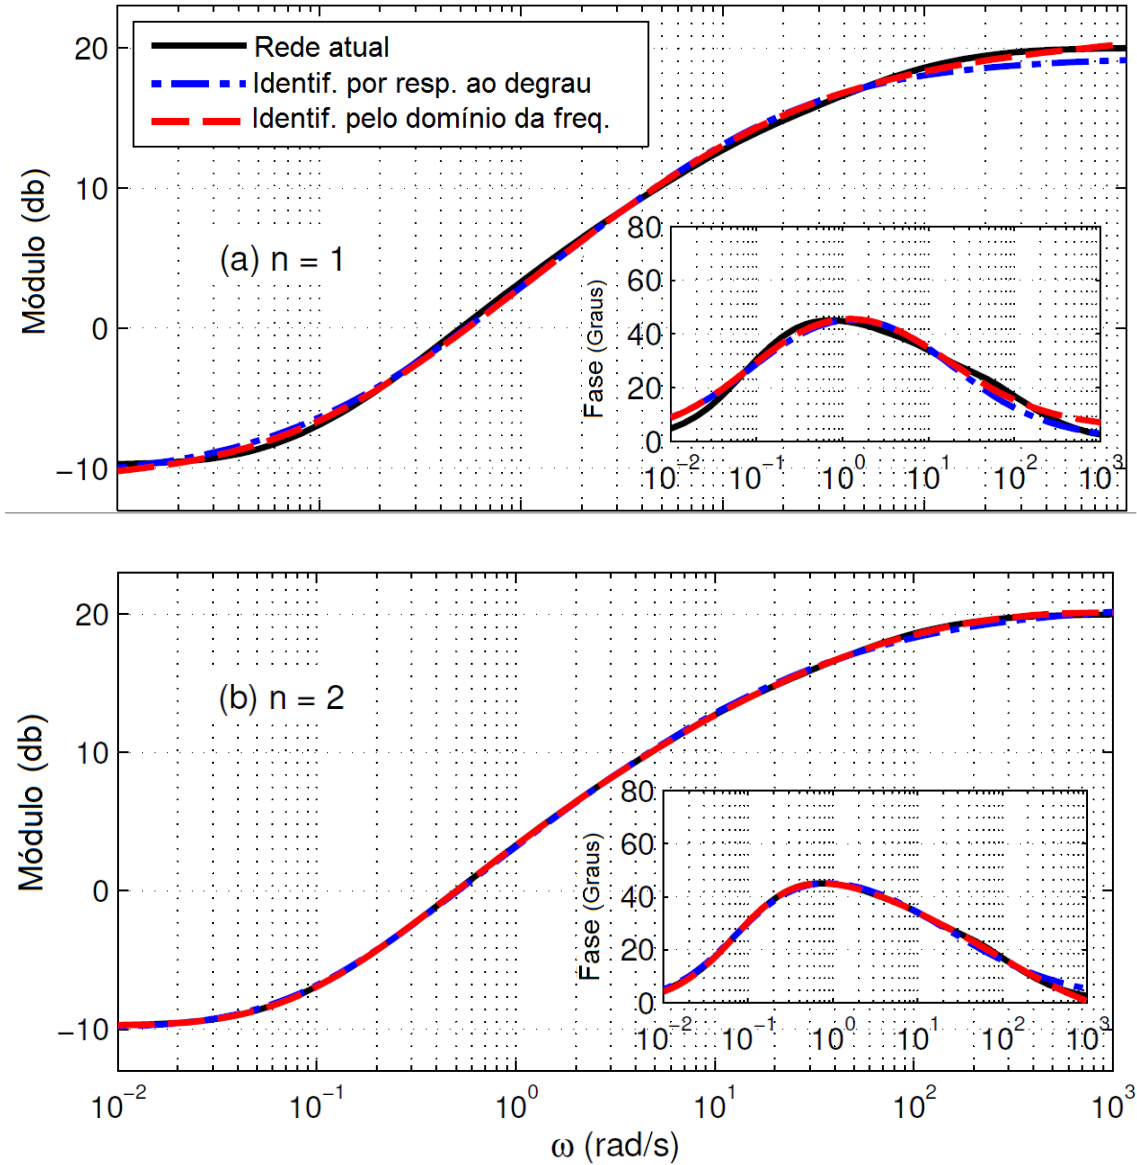 20
Rede atual
Identif. por resp. ao degrau
Identif. pelo domínio da freq.
10
Módulo (db)
(a) n = 1
0
−10
80
60
40
20
0
Fase (Graus)
10⁻² 10⁻¹ 10⁰ 10¹ 10² 10³
20
(b) n = 2
10
Módulo (db)
0
−10
80
60
40
20
0
Fase (Graus)
10⁻² 10⁻¹ 10⁰ 10¹ 10² 10³
10⁻² 10⁻¹ 10⁰ 10¹ 10² 10³
ω (rad/s)